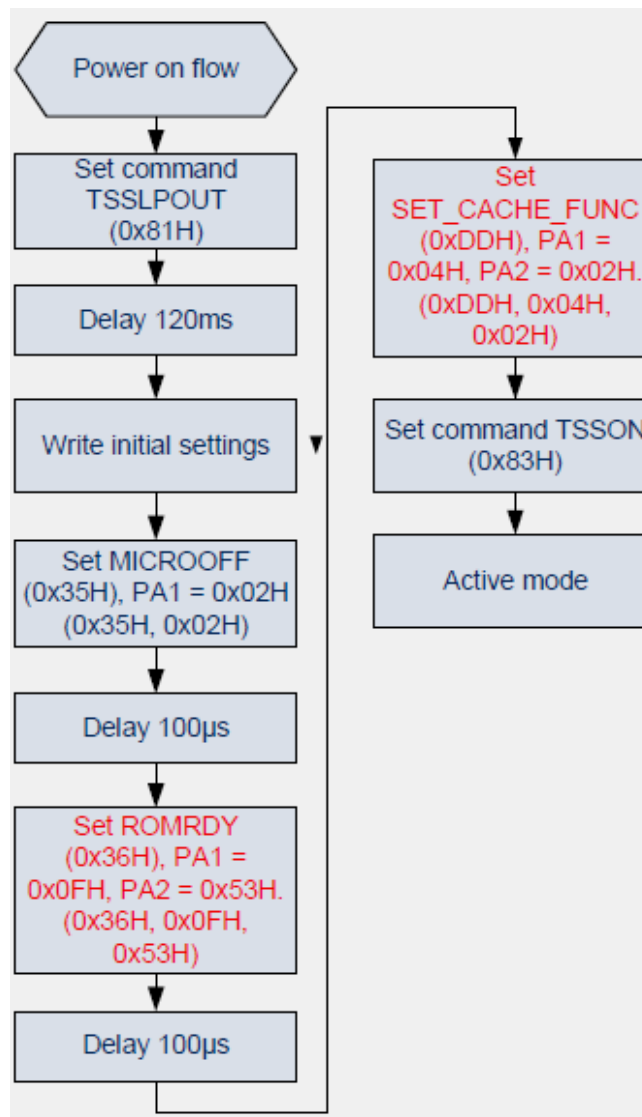 Power on flow
Set command
TSSLPOUT
(0x81H)
Delay 120ms
Write initial settings
Set MICROOFF
(0x35H), PA1 = 0x02H
(0x35H, 0x02H)
Delay 100µs
Set ROMRDY
(0x36H), PA1 =
0x0FH, PA2 = 0x53H.
(0x36H, 0x0FH,
0x53H)
Delay 100µs
Set
SET_CACHE_FUNC
(0xDDH), PA1 =
0x04H, PA2 = 0x02H.
(0xDDH, 0x04H,
0x02H)
Set command TSSON
(0x83H)
Active mode